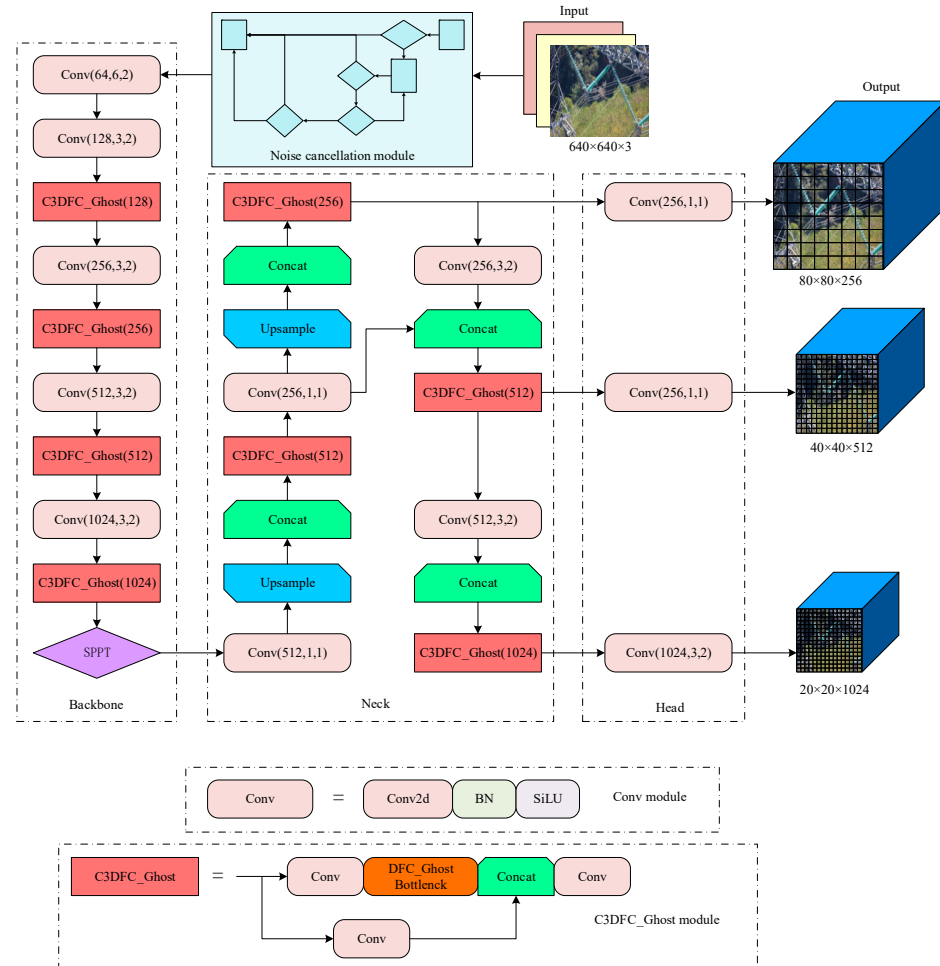 Input
640×640×3
Noise cancellation module
Conv(64,6,2)
Conv(128,3,2)
C3DFC_Ghost(128)
Conv(256,3,2)
C3DFC_Ghost(256)
Conv(512,3,2)
C3DFC_Ghost(512)
Conv(1024,3,2)
C3DFC_Ghost(1024)
SPPT
Backbone
C3DFC_Ghost(256)
Concat
Upsample
Conv(256,1,1)
C3DFC_Ghost(512)
Concat
Upsample
Conv(512,1,1)
Conv(256,3,2)
Concat
C3DFC_Ghost(512)
Conv(512,3,2)
Concat
C3DFC_Ghost(1024)
Neck
Conv(256,1,1)
Conv(256,1,1)
Conv(1024,3,2)
Head
Output
80×80×256
40×40×512
20×20×1024
Conv
=
Conv2d
BN
SiLU
Conv module
C3DFC_Ghost
=
Conv
DFC_Ghost
Bottlenck
Concat
Conv
Conv
C3DFC_Ghost module